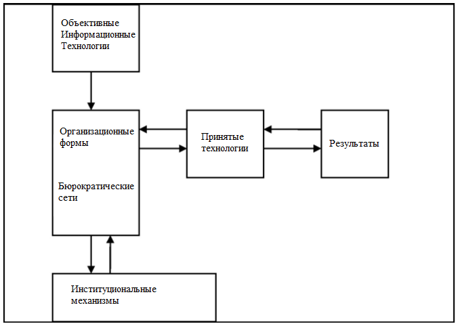 Объективные
Информационные
Технологии
Организационные
формы
Бюрократические
сети
Принятые
технологии
Результаты
Институциональные
механизмы